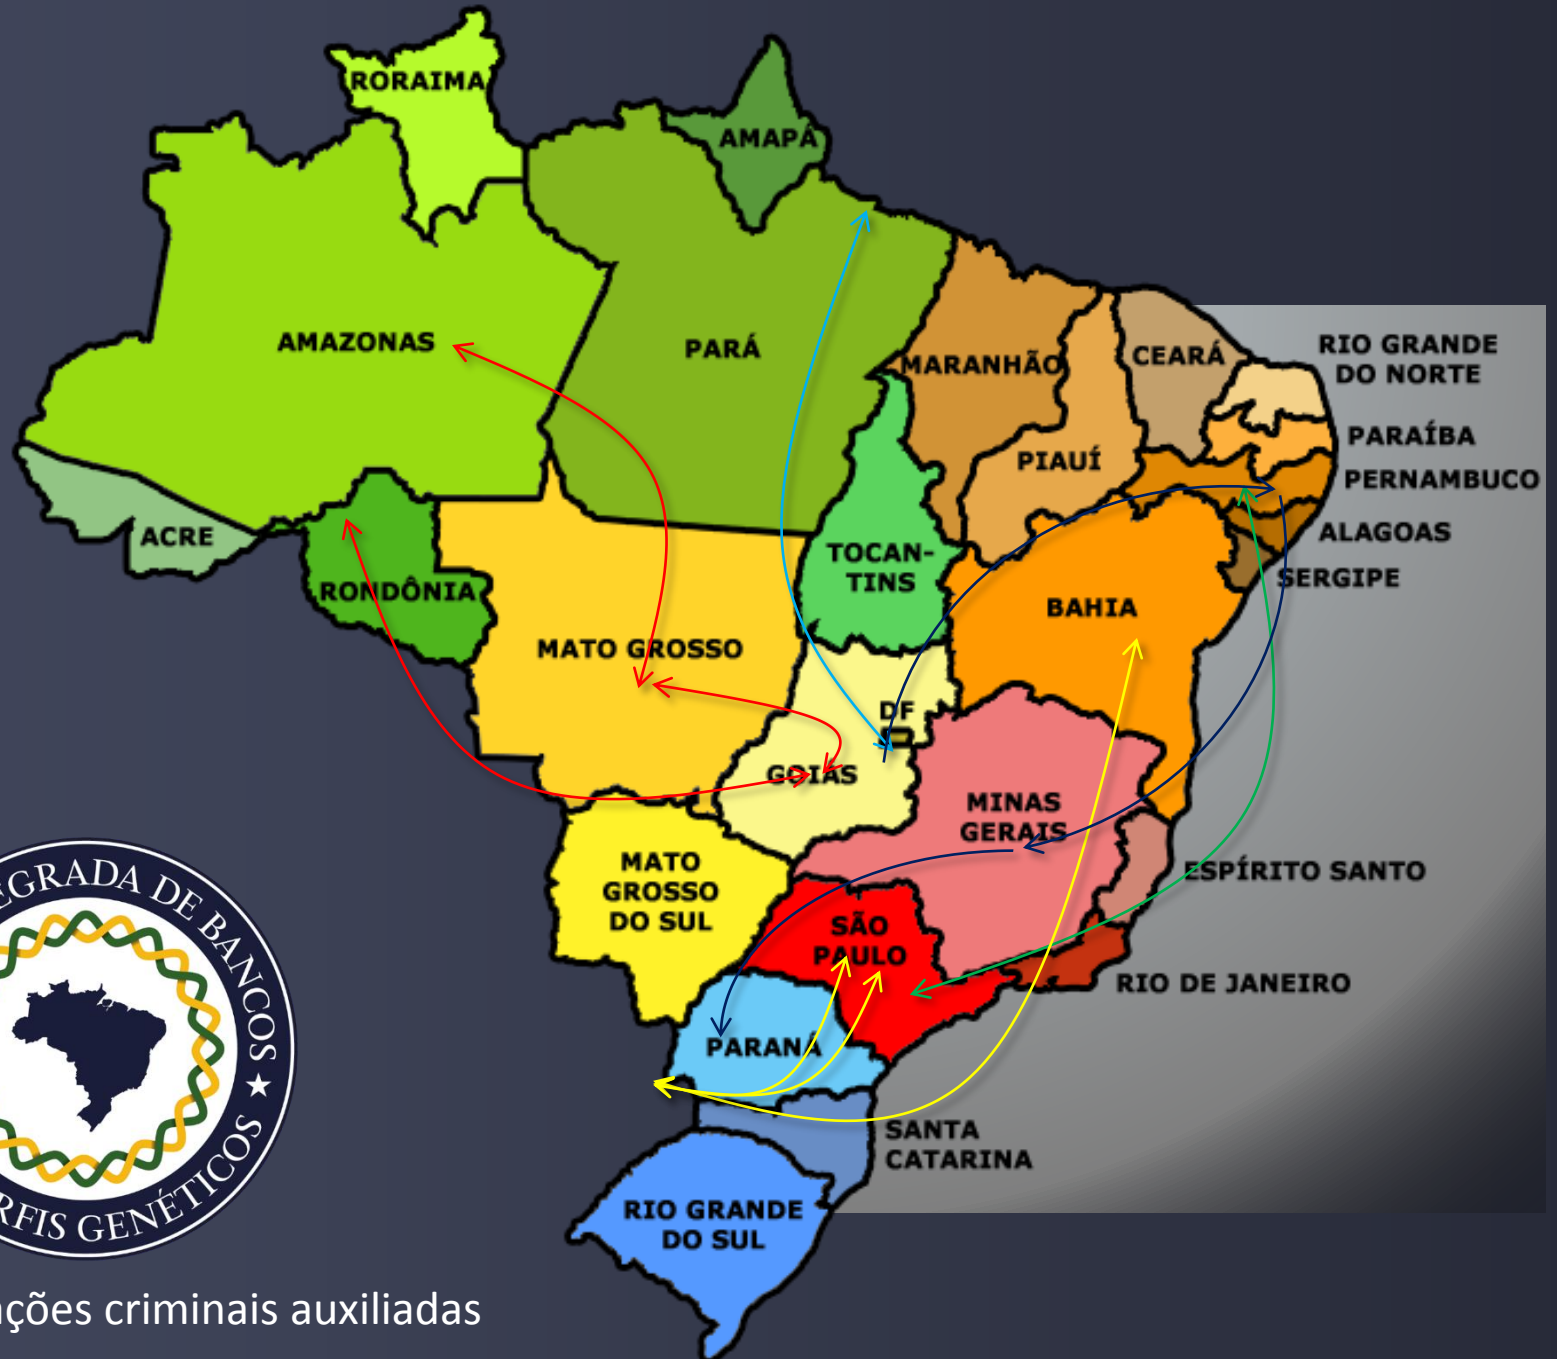 RORAIMA
AMAPÁ
AMAZONAS
PARÁ
MARANHÃO
CEARÁ
RIO GRANDE
DO NORTE
PARAÍBA
PIAUÍ
PERNAMBUCO
ACRE
RONDÔNIA
TOCAN-
TINS
ALAGOAS
SERGIPE
BAHIA
MATO GROSSO
DF
GOIÁS
MINAS
GERAIS
MATO
GROSSO
DO SUL
ESPÍRITO SANTO
SÃO
PAULO
RIO DE JANEIRO
PARANÁ
SANTA
CATARINA
RIO GRANDE
DO SUL
EGRADA DE BANCOS ★
RFIS GENÉTICOS
ções criminais auxiliadas